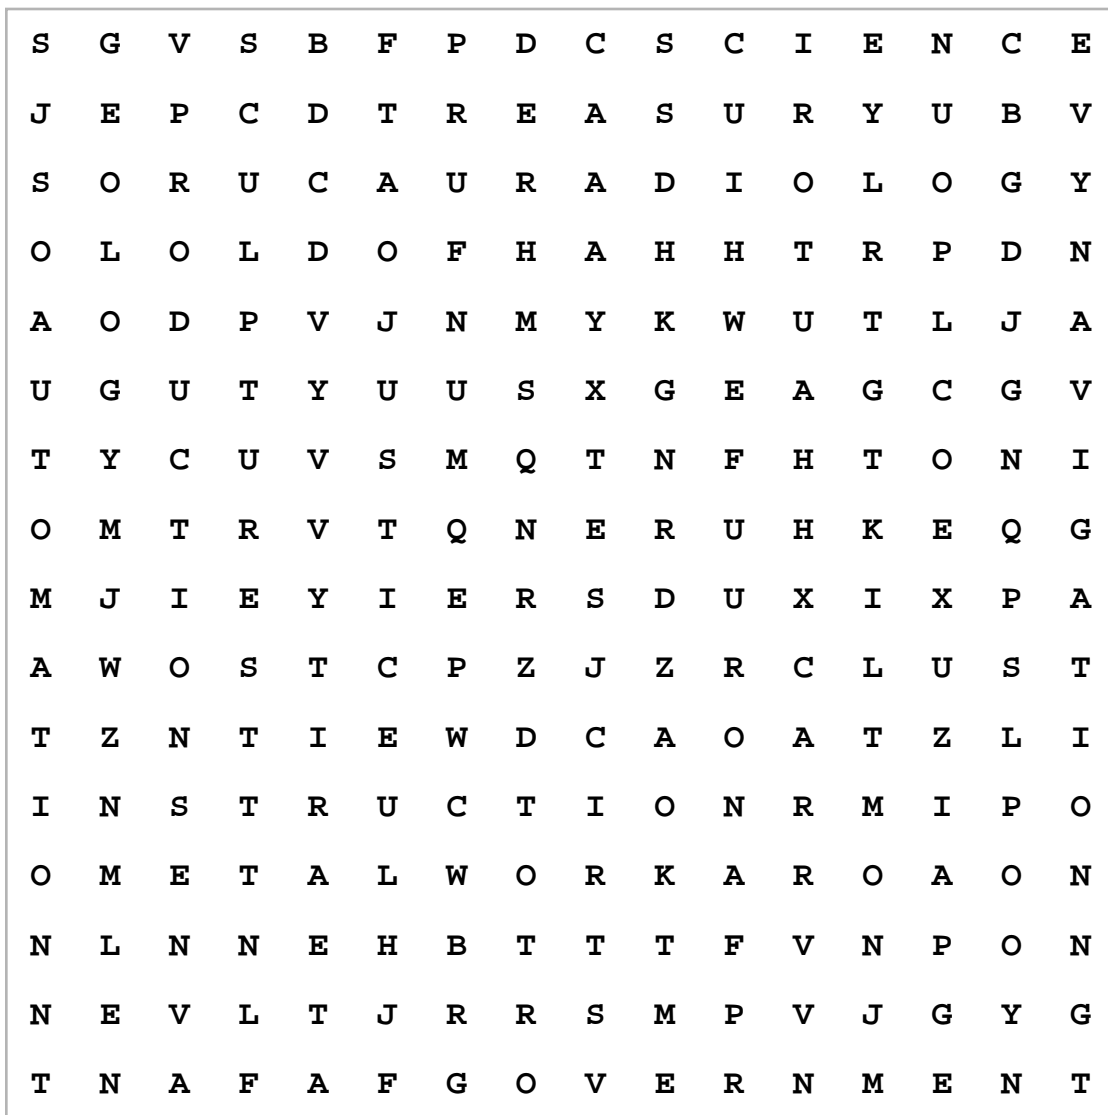 S G V S B F P D C S C I E N C E
J E P C D T R E A S U R Y U B V
S O R U C A U R A D I O L O G Y
O L O L D O F H A H H T R P D N
A O D P V J N M Y K W U T L J A
U G U T Y U U S X G E A G C G V
T Y C U V S M Q T N F H T O N I
O M T R V T Q N E R U H K E Q G
M J I E Y I E R S D U X I X P A
A W O S T C P Z J Z R C L U S T
T Z N T I E W D C A O A T Z L I
I N S T R U C T I O N R M I P O
O M E T A L W O R K A R O A O N
N L N N E H B T T T F V N P O N
N E V L T J R R S M P V J G Y G
T N A F A F G O V E R N M E N T